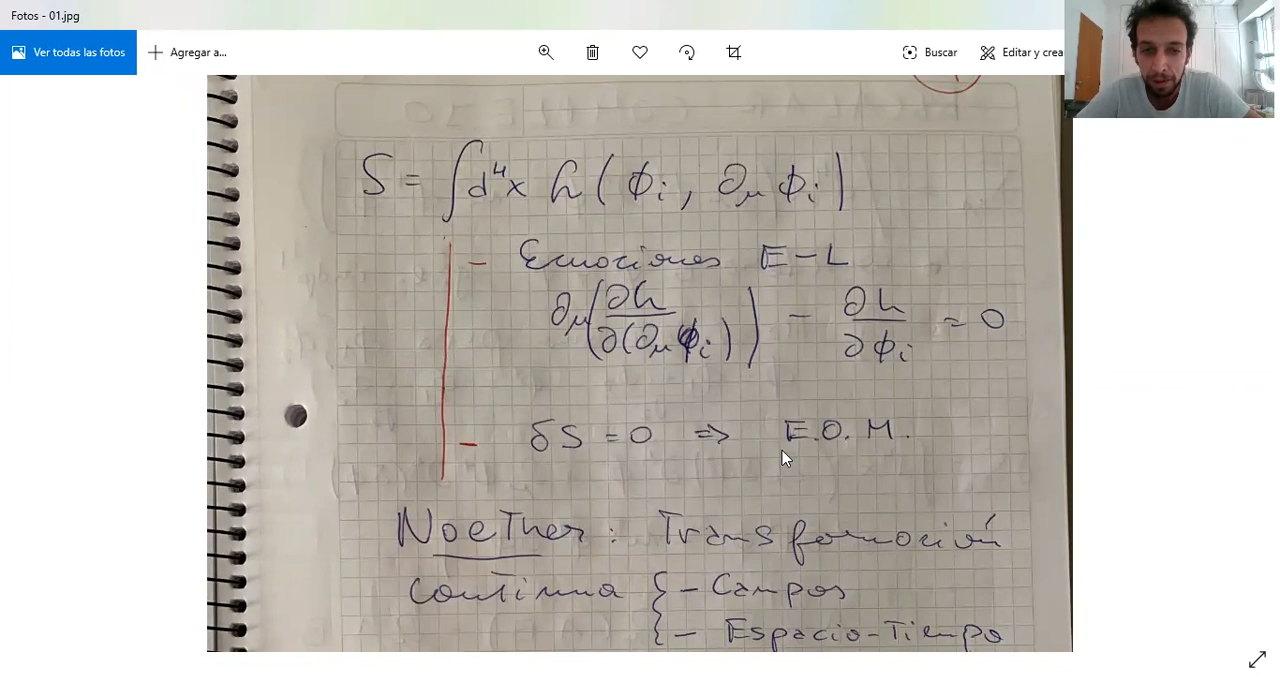 Fotos - 01.jpg
Ver todas las fotos
Agregar a...
Buscar
Editar y crea
S = ∫d⁴x ℒ(ϕi, ∂μϕi)
- Ecuaciones E-L
∂μ(∂ℒ/∂(∂μϕi)) - ∂ℒ/∂ϕi = 0
- δS = 0 ⇒ E.O.M.
Noether: Transformación
continua { - Campos
- Espacio-Tiempo